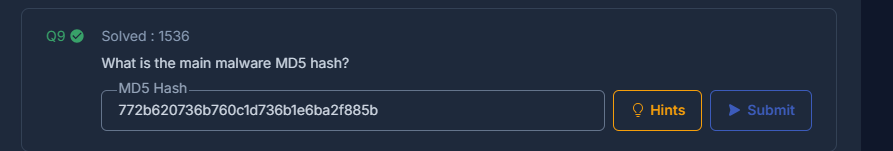 Q9 Solved : 1536
What is the main malware MD5 hash?
MD5 Hash
772b620736b760c1d736b1e6ba2f885b Hints Submit